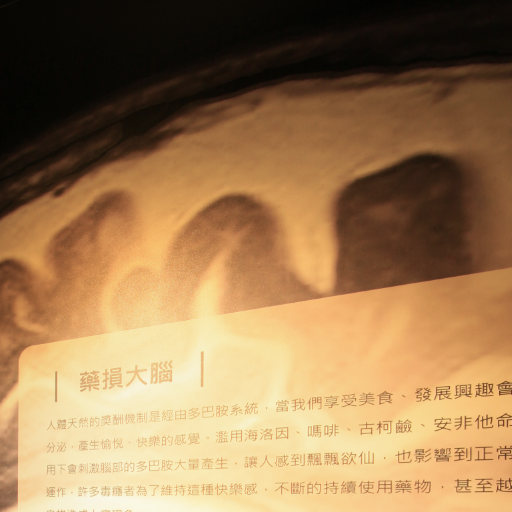 藥損大腦
人體天然的獎酬機制是經由多巴胺系統，當我們享受美食、發展興趣會
分泌，產生愉悅、快樂的感覺。濫用海洛因、嗎啡、古柯鹼、安非他命
用下會刺激腦部的多巴胺大量產生，讓人感到飄飄欲仙，也影響到正常
運作，許多毒癮者為了維持這種快樂感，不斷的持續使用藥物，甚至越